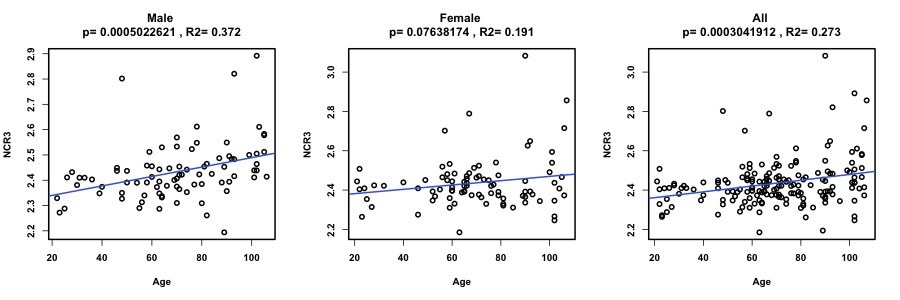 Male
p= 0.0005022621 , R2= 0.372
NCR3
2.9
2.8
2.7
2.6
2.5
2.4
2.3
2.2
20 40 60 80 100
Age
Female
p= 0.07638174 , R2= 0.191
NCR3
3.0
2.8
2.6
2.4
2.2
20 40 60 80 100
Age
All
p= 0.0003041912 , R2= 0.273
NCR3
3.0
2.8
2.6
2.4
2.2
20 40 60 80 100
Age